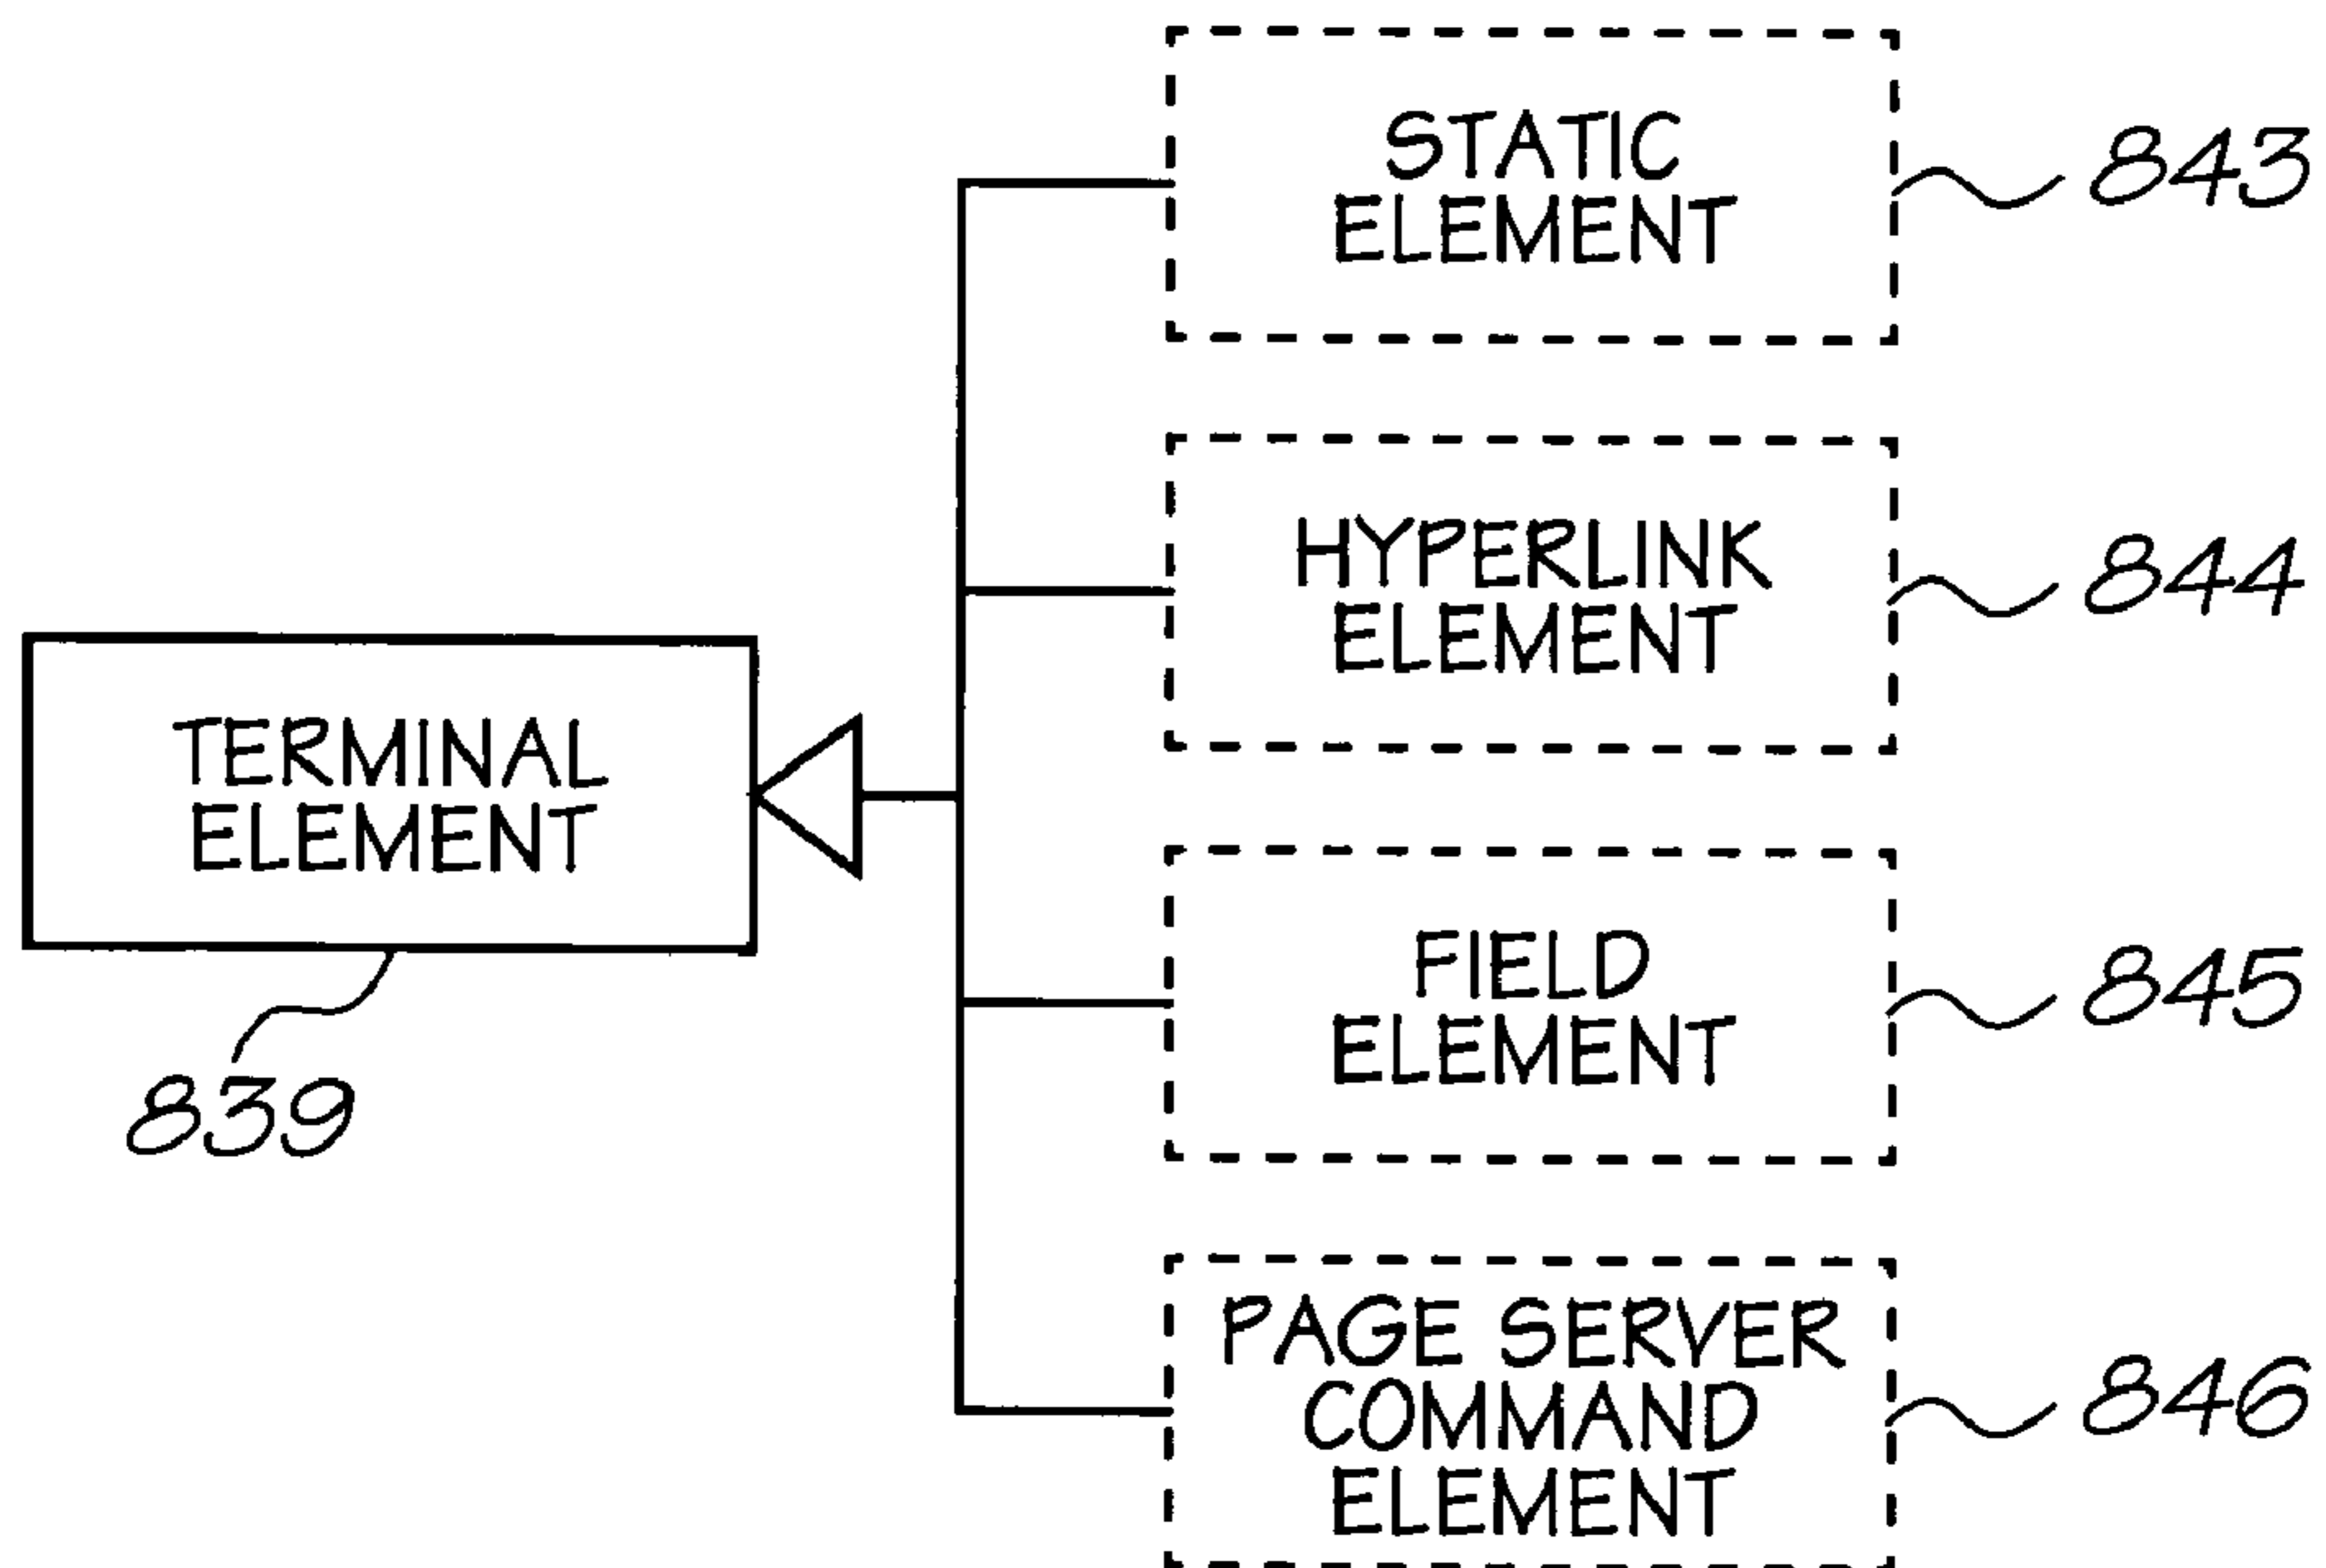 STATIC
ELEMENT
843
HYPERLINK
ELEMENT
844
TERMINAL
ELEMENT
839
FIELD
ELEMENT
845
PAGE SERVER
COMMAND
ELEMENT
846